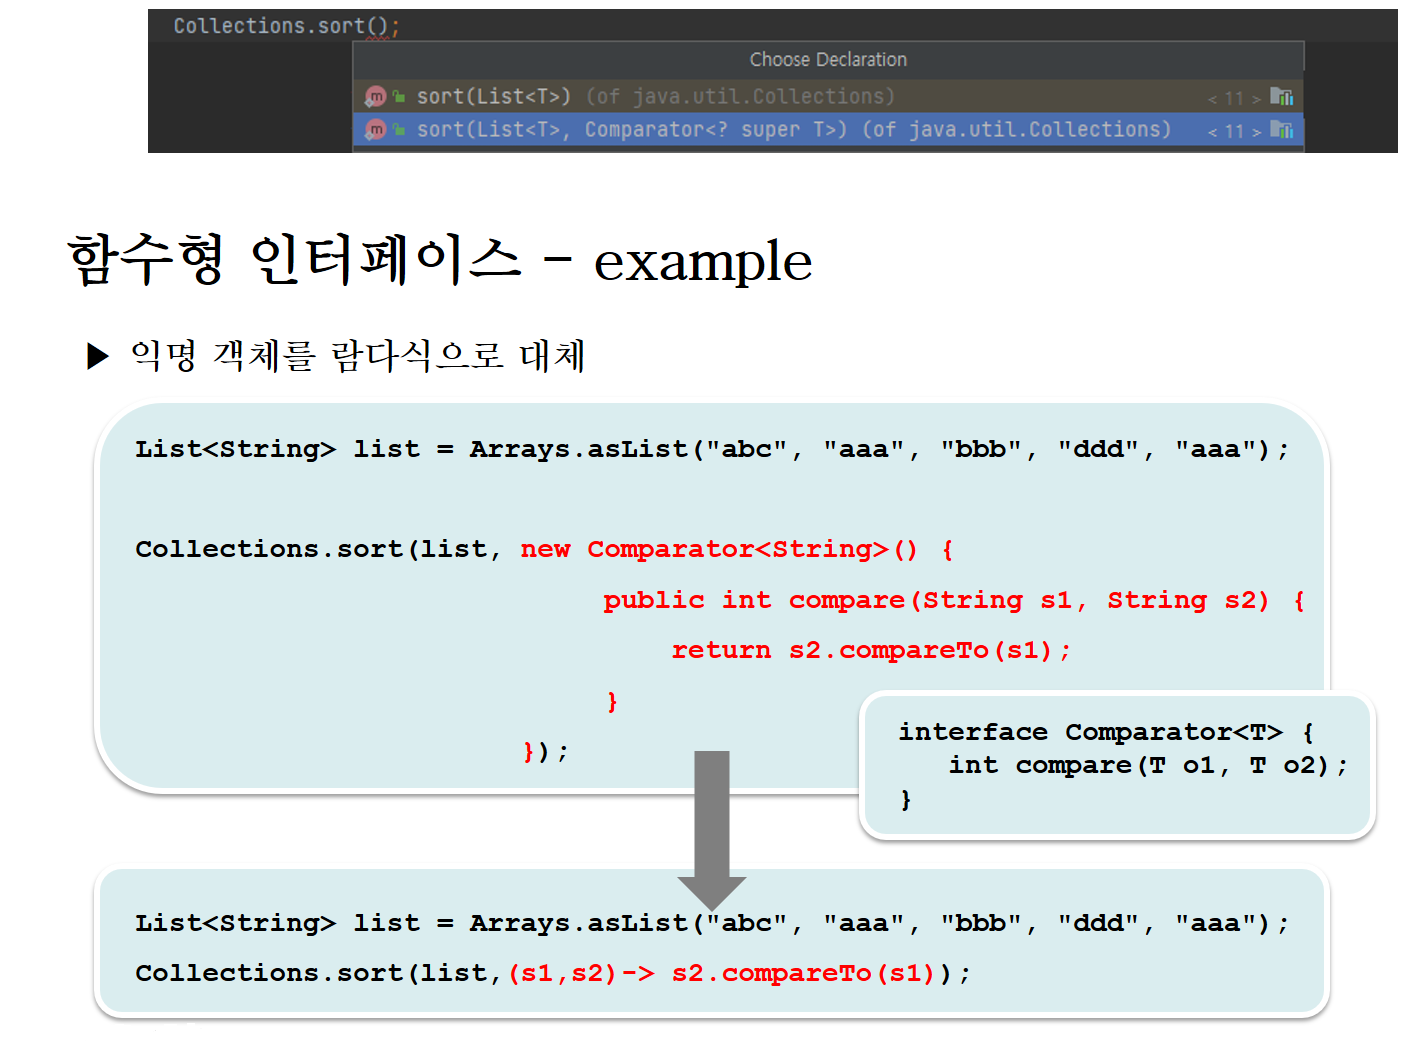 Collections.sort();
Choose Declaration
sort(List<T>) (of java.util.Collections) < 11 >
sort(List<T>, Comparator<? super T>) (of java.util.Collections) < 11 >
함수형 인터페이스 - example
▶ 익명 객체를 람다식으로 대체
List<String> list = Arrays.asList("abc", "aaa", "bbb", "ddd", "aaa");
Collections.sort(list, new Comparator<String>() {
public int compare(String s1, String s2) {
return s2.compareTo(s1);
}
});
interface Comparator<T> {
int compare(T o1, T o2);
}
List<String> list = Arrays.asList("abc", "aaa", "bbb", "ddd", "aaa");
Collections.sort(list,(s1,s2)-> s2.compareTo(s1));